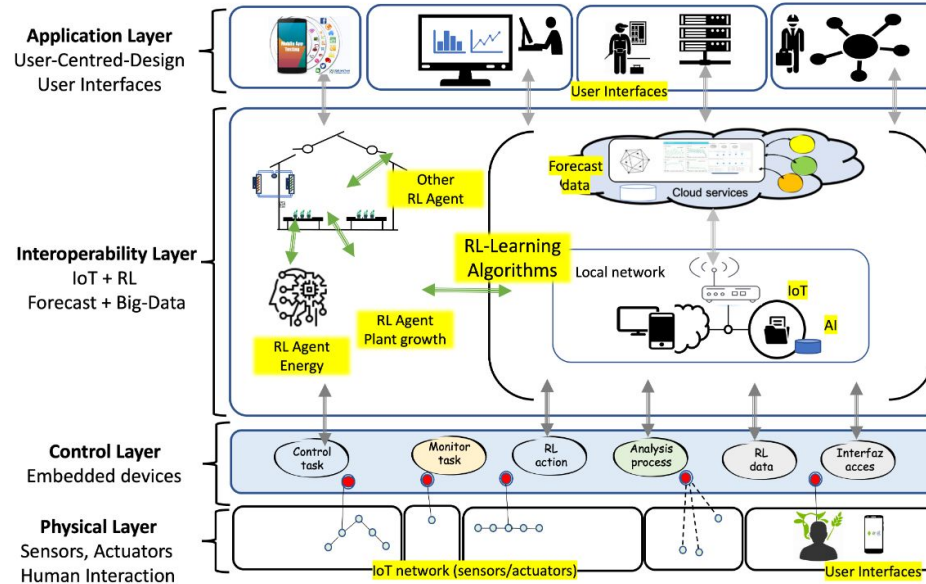 Application Layer
User-Centred-Design
User Interfaces
Mobile App
Testing
User Interfaces
Interoperability Layer
IoT + RL
Forecast + Big-Data
Other
RL Agent
RL Agent
Energy
RL Agent
Plant growth
RL-Learning
Algorithms
Forecast
data
Cloud services
Local network
IoT
AI
Control Layer
Embedded devices
Control
task
Monitor
task
RL
action
Analysis
process
RL
data
Interfaz
acces
Physical Layer
Sensors, Actuators
Human Interaction
IoT network (sensors/actuators)
User Interfaces